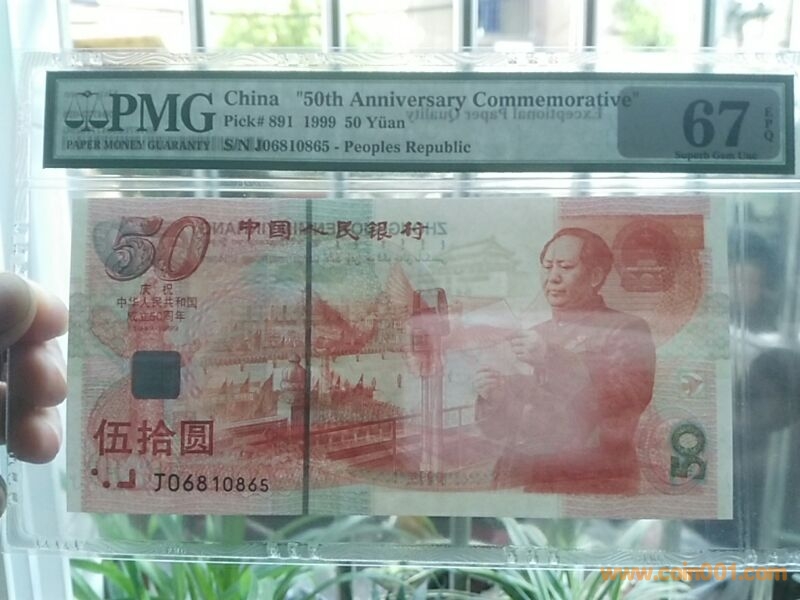 PMG
PAPER MONEY GUARANTY
China "50th Anniversary Commemorative"
Pick# 891 1999 50 Yüan
S/N J06810865 - Peoples Republic
Exceptional Paper Quality
67
EPQ
Superb Gem Unc
50
中国 民银行
庆祝
中华人民共和国
成立50周年
1949-1999
伍拾圆
J06810865
50
www.coin001.com